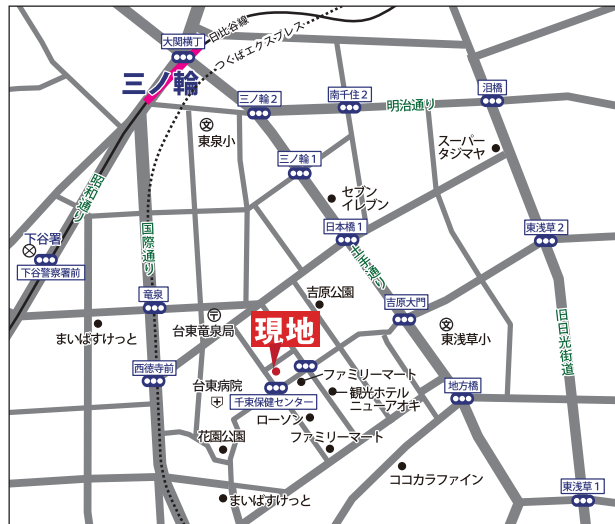 大関横丁
日比谷線
つくばエクスプレス
三ノ輪
三ノ輪2
南千住2
明治通り
泪橋
東泉小
スーパー
タジマヤ
三ノ輪1
昭和通り
セブン
イレブン
下谷署
下谷警察署前
国際通り
日本橋1
土手通り
東浅草2
竜泉
吉原公園
吉原大門
旧日光街道
まいばすけっと
台東竜泉局
現地
東浅草小
西徳寺前
台東病院
ファミリーマート
千束保健センター
観光ホテル
ニューアオキ
地方橋
ローソン
花園公園
ファミリーマート
ココカラファイン
まいばすけっと
東浅草1